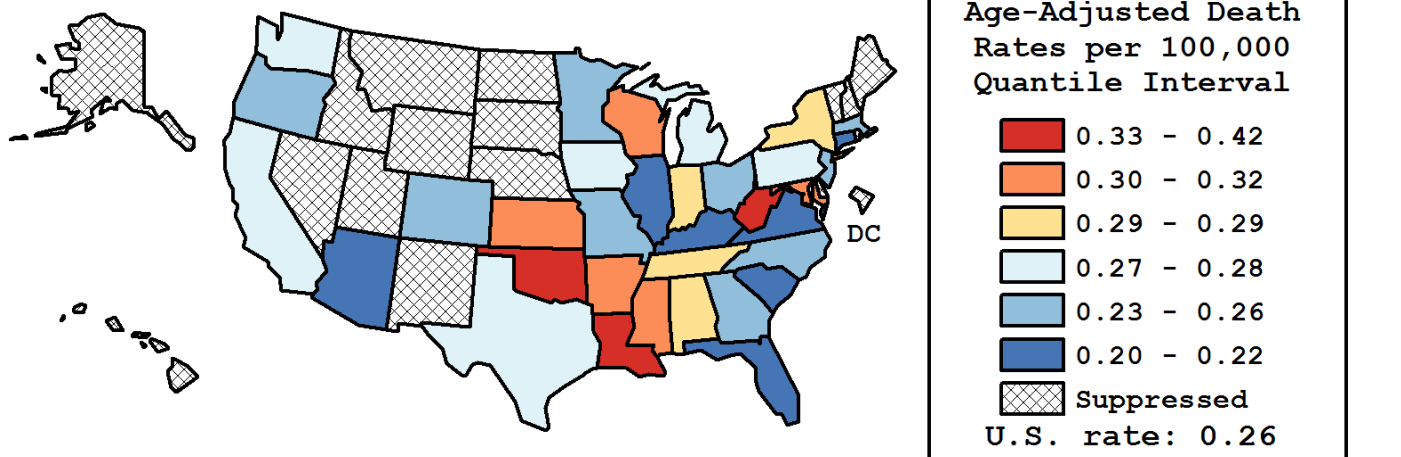 Age-Adjusted Death
Rates per 100,000
Quantile Interval
0.33 - 0.42
0.30 - 0.32
0.29 - 0.29
0.27 - 0.28
0.23 - 0.26
0.20 - 0.22
Suppressed
U.S. rate: 0.26
DC